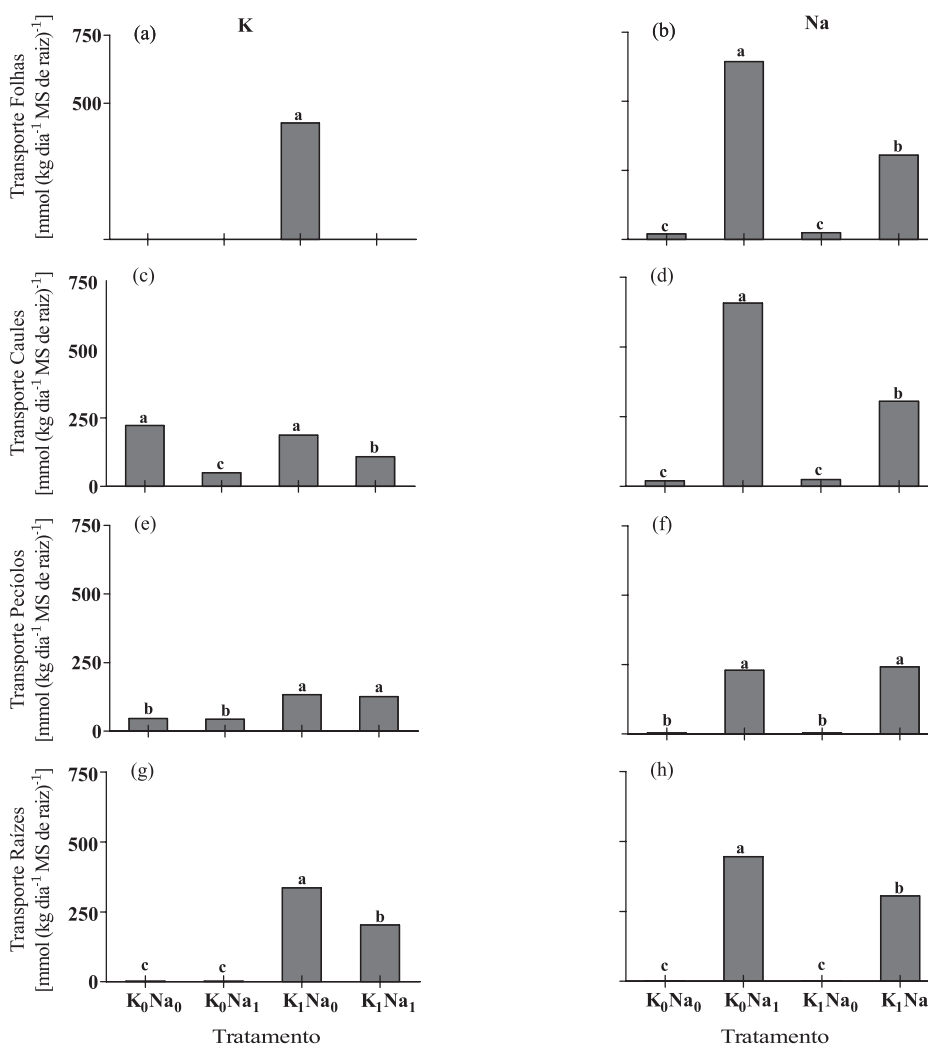 K
Na
Transporte Folhas
[mmol (kg dia⁻¹ MS de raiz)⁻¹]
750
500
(a)
a
(b)
c
a
c
b
Transporte Caules
[mmol (kg dia⁻¹ MS de raiz)⁻¹]
750
500
250
0
(c)
a
c
a
b
(d)
c
a
c
b
Transporte Pecíolos
[mmol (kg dia⁻¹ MS de raiz)⁻¹]
750
500
250
0
(e)
b
b
a
a
(f)
b
a
b
a
Transporte Raízes
[mmol (kg dia⁻¹ MS de raiz)⁻¹]
750
500
250
0
(g)
c
c
a
b
(h)
c
a
c
b
K₀Na₀ K₀Na₁ K₁Na₀ K₁Na₁
K₀Na₀ K₀Na₁ K₁Na₀ K₁Na
Tratamento
Tratamento